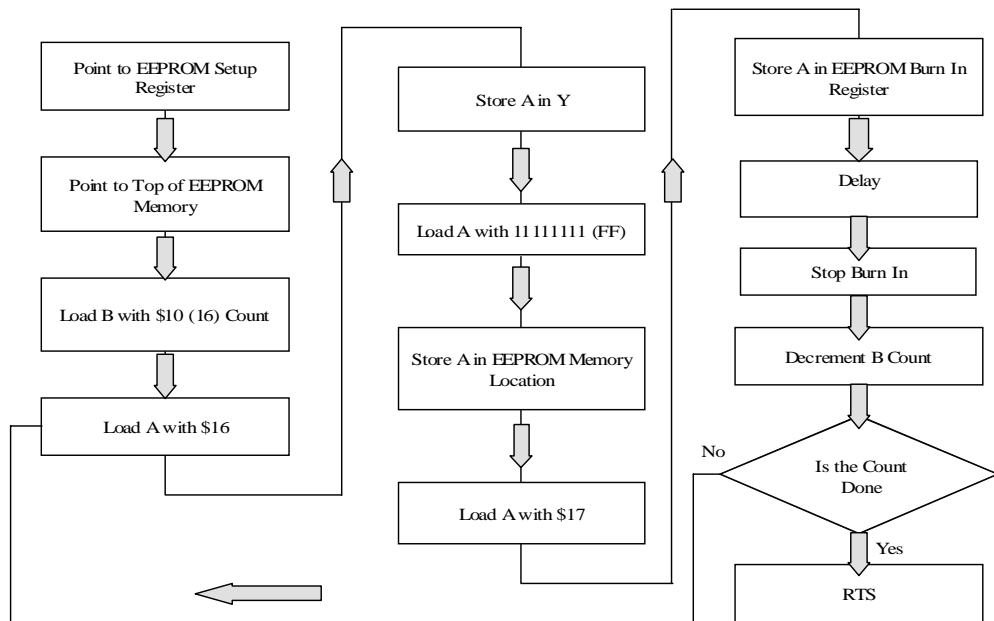 Point to EEPROM Setup
Register
Point to Top of EEPROM
Memory
Load B with $10 (16) Count
Load A with $16
Store A in Y
Load A with 11111111 (FF)
Store A in EEPROM Memory
Location
Load A with $17
Store A in EEPROM Burn In
Register
Delay
Stop Burn In
Decrement B Count
Is the Count
Done
No
Yes
RTS